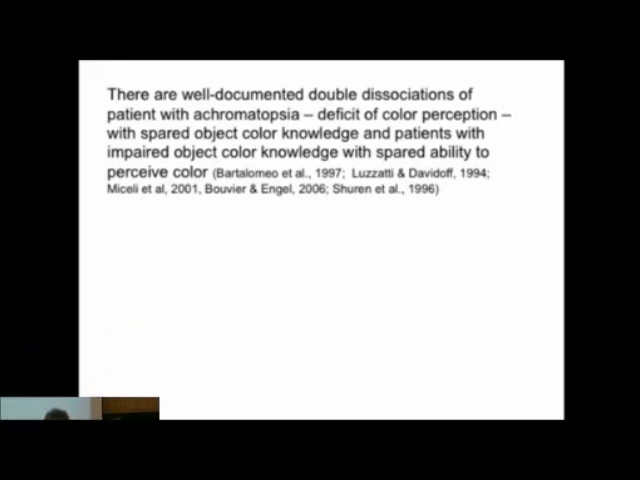 There are well-documented double dissociations of
patient with achromatopsia – deficit of color perception –
with spared object color knowledge and patients with
impaired object color knowledge with spared ability to
perceive color (Bartalomeo et al., 1997; Luzzatti & Davidoff, 1994;
Miceli et al, 2001, Bouvier & Engel, 2006; Shuren et al., 1996)